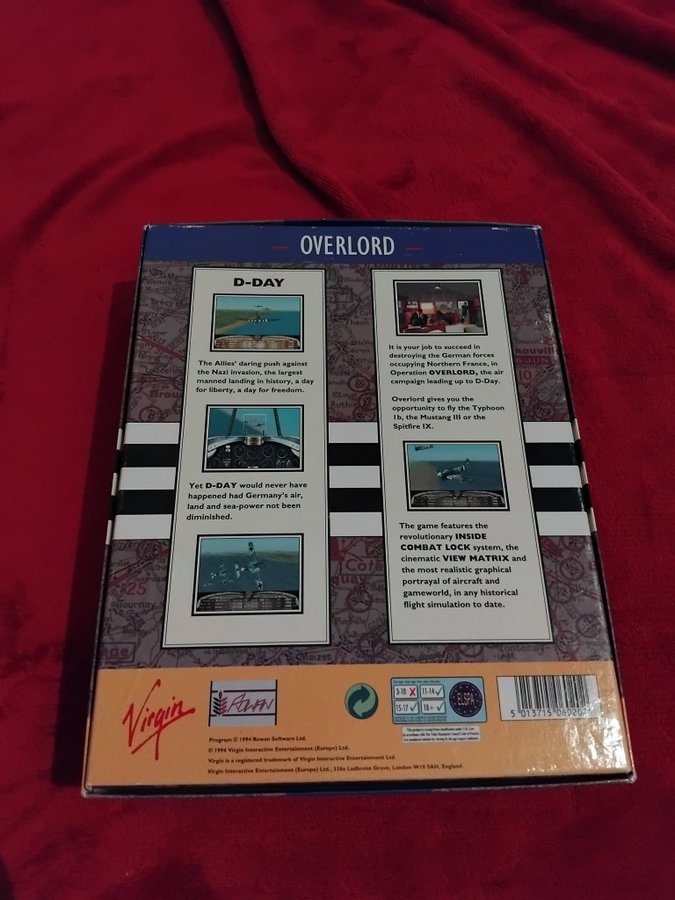 OVERLORD
D-DAY
The Allies' daring push against
the Nazi invasion, the largest
manned landing in history, a day
for liberty, a day for freedom.
Yet D-DAY would never have
happened had Germany's air,
land and sea-power not been
diminished.
It is your job to succeed in
destroying the German forces
occupying Northern France, in
Operation OVERLORD, the air
campaign leading up to D-Day.
Overlord gives you the
opportunity to fly the Typhoon
1b, the Mustang III or the
Spitfire IX.
The game features the
revolutionary INSIDE
COMBAT LOCK system, the
cinematic VIEW MATRIX and
the most realistic graphical
portrayal of aircraft and
gameworld, in any historical
flight simulation to date.
Virgin
ROWAN
3-10 11-14
15-17 18+
ELSPA
5 013715 06020
Program © 1994 Rowan Software Ltd.
© 1994 Virgin Interactive Entertainment (Europe) Ltd.
Virgin is a registered trademark of Virgin Enterprises Ltd.
Virgin Interactive Entertainment (Europe) Ltd., 338a Ladbroke Grove, London W10 5AH, England.